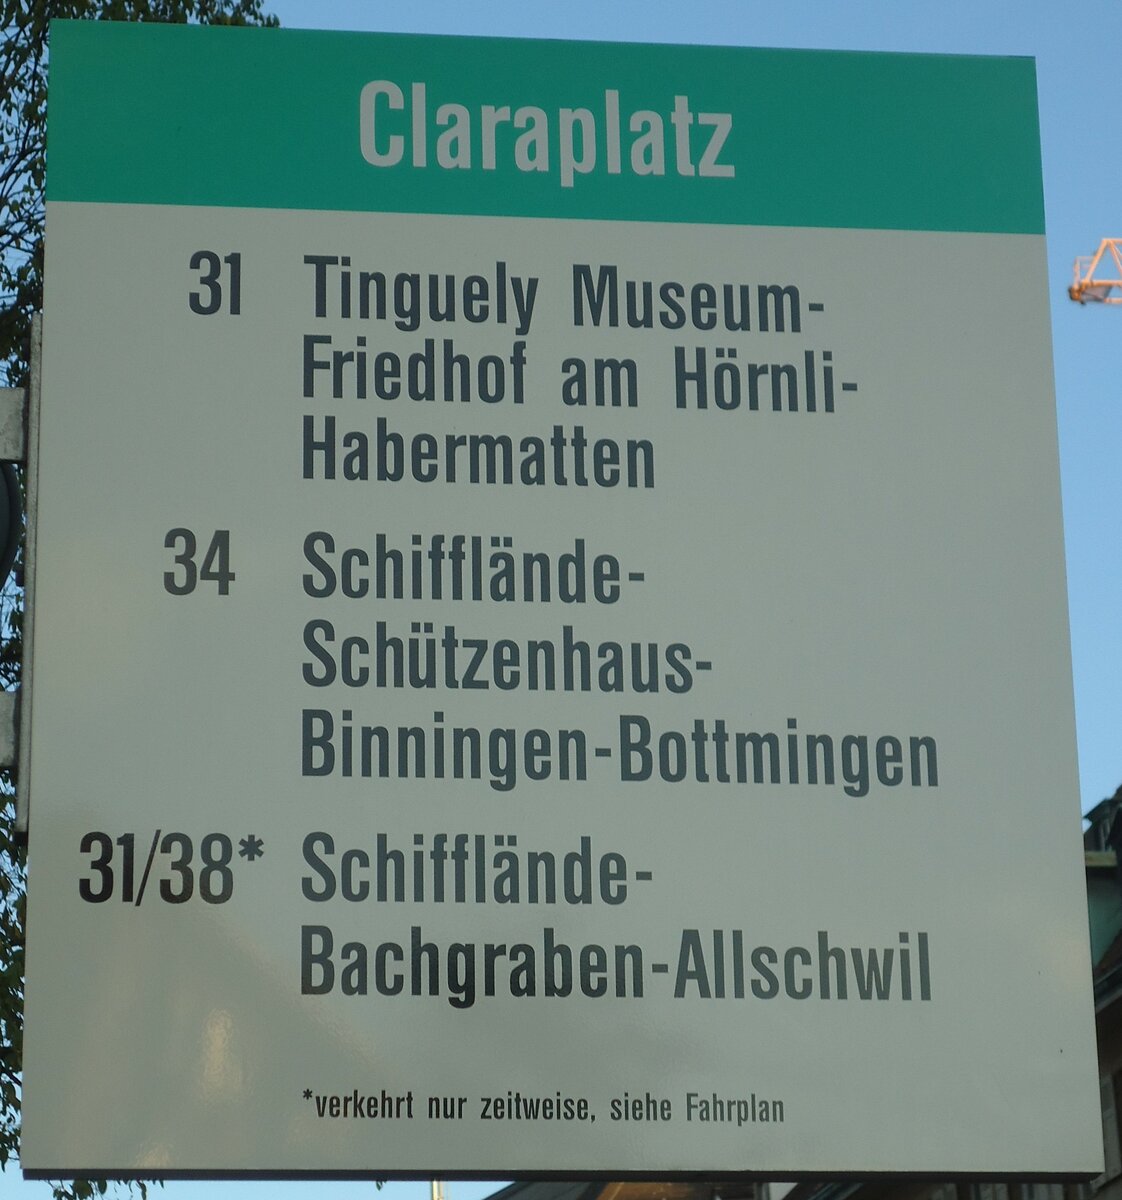 Claraplatz
31 Tinguely Museum-
Friedhof am Hörnli-
Habermatten
34 Schifflände-
Schützenhaus-
Binningen-Bottmingen
31/38* Schifflände-
Bachgraben-Allschwil
*verkehrt nur zeitweise, siehe Fahrplan